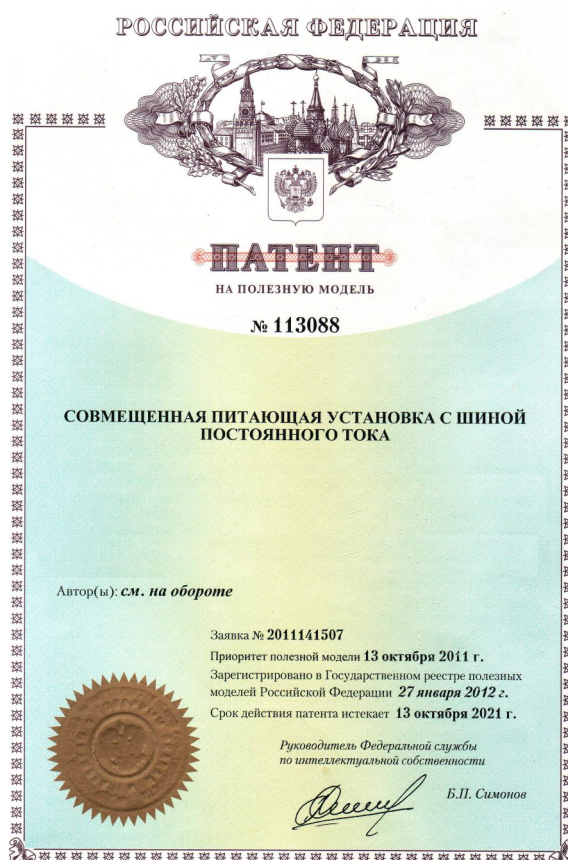 РОССИЙСКАЯ ФЕДЕРАЦИЯ
ПАТЕНТ
НА ПОЛЕЗНУЮ МОДЕЛЬ
№ 113088
СОВМЕЩЕННАЯ ПИТАЮЩАЯ УСТАНОВКА С ШИНОЙ
ПОСТОЯННОГО ТОКА
Автор(ы): см. на обороте
Заявка № 2011141507
Приоритет полезной модели 13 октября 2011 г.
Зарегистрировано в Государственном реестре полезных
моделей Российской Федерации 27 января 2012 г.
Срок действия патента истекает 13 октября 2021 г.
Руководитель Федеральной службы
по интеллектуальной собственности
Б.П. Симонов